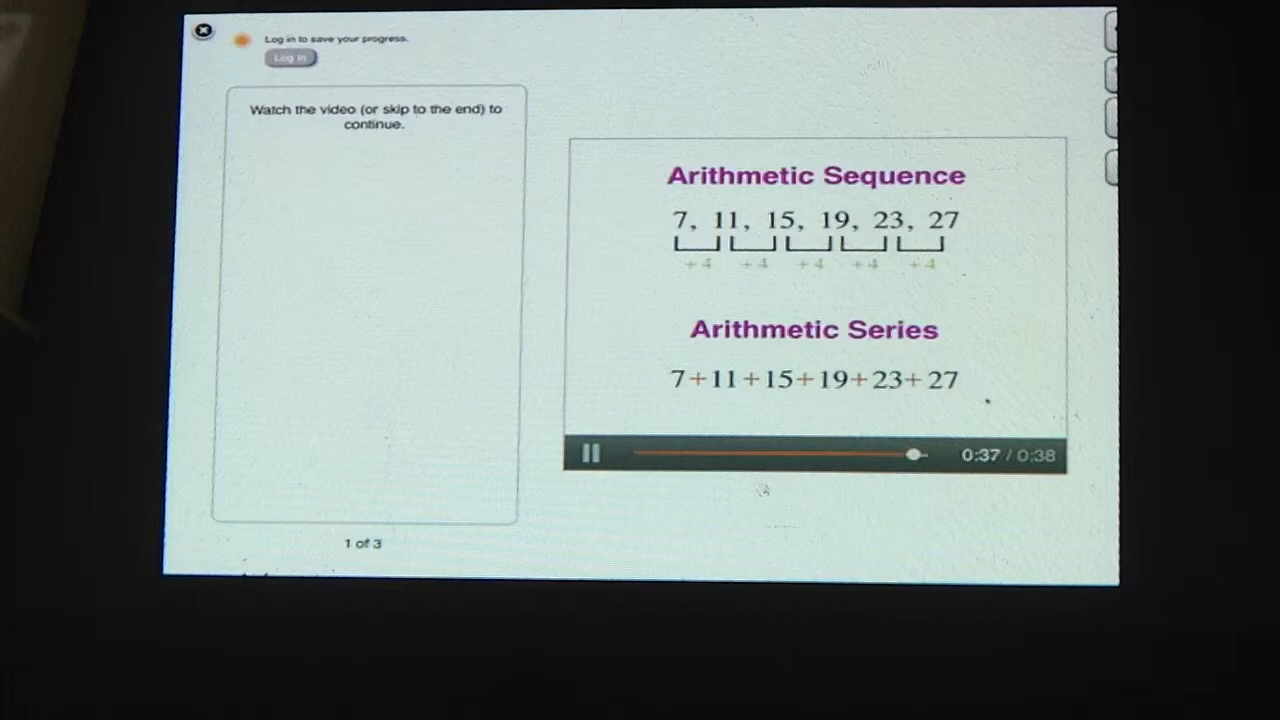 Log in to save your progress.
Log in
Watch the video (or skip to the end) to
continue.
Arithmetic Sequence
7, 11, 15, 19, 23, 27
+4 +4 +4 +4 +4
Arithmetic Series
7+11+15+19+23+27
0:37 / 0:38
1 of 3